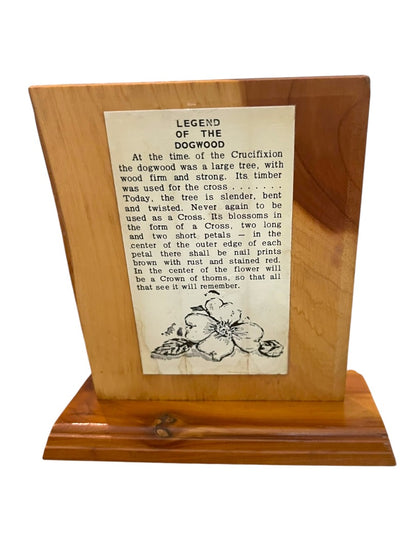 LEGEND
OF THE
DOGWOOD
At the time of the Crucifixion
the dogwood was a large tree, with
wood firm and strong. Its timber
was used for the cross . . . . . . .
Today, the tree is slender, bent
and twisted. Never again to be
used as a Cross. Its blossoms in
the form of a Cross, two long
and two short petals — in the
center of the outer edge of each
petal there shall be nail prints
brown with rust and stained red.
In the center of the flower will
be a Crown of thorns, so that all
that see it will remember.